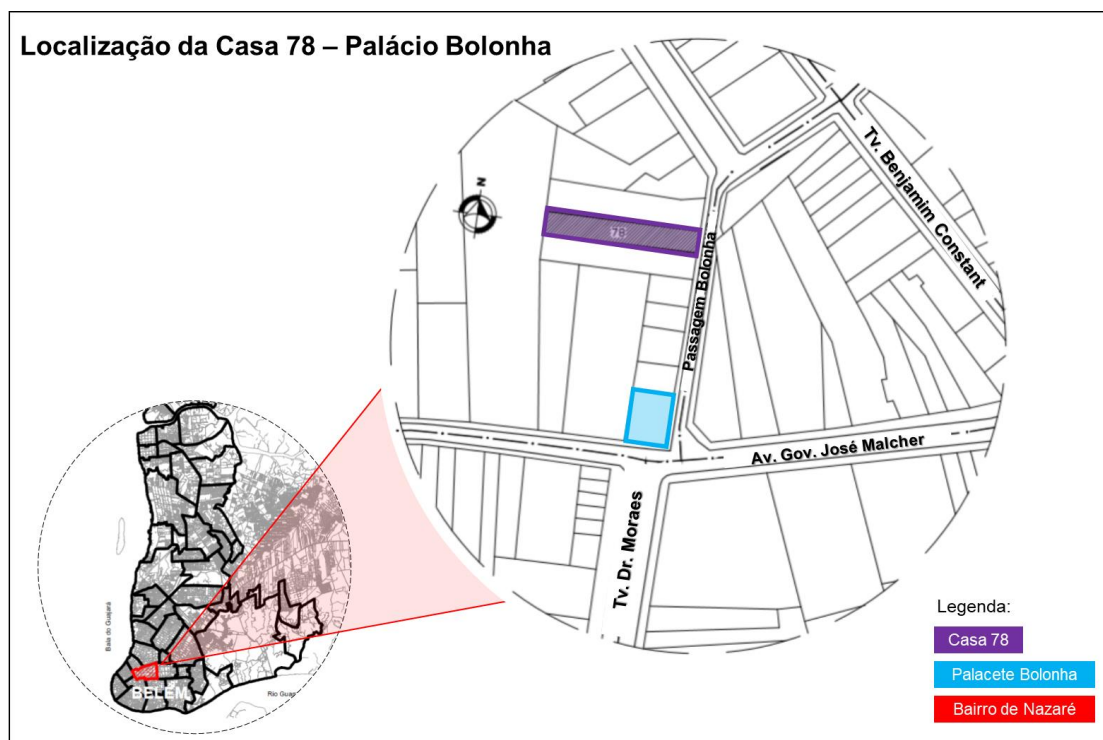 Localização da Casa 78 – Palácio Bolonha
N
78
Tv. Benjamim Constant
Passagem Bolonha
Av. Gov. José Malcher
Tv. Dr. Moraes
Baía do Guajará
BELÉM
Rio Gua
Legenda:
Casa 78
Palacete Bolonha
Bairro de Nazaré